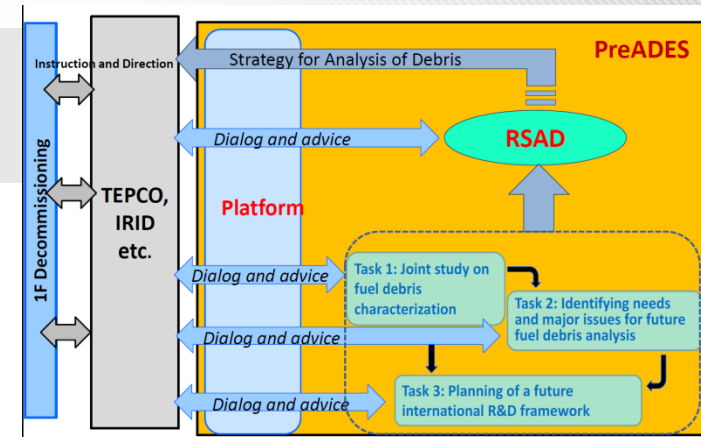 Instruction and Direction
Strategy for Analysis of Debris
PreADES
Dialog and advice
RSAD
1F Decommissioning
TEPCO,
IRID
etc.
Platform
Dialog and advice
Task 1: Joint study on
fuel debris
characterization
Task 2: Identifying needs
and major issues for future
fuel debris analysis
Dialog and advice
Task 3: Planning of a future
international R&D framework
Dialog and advice